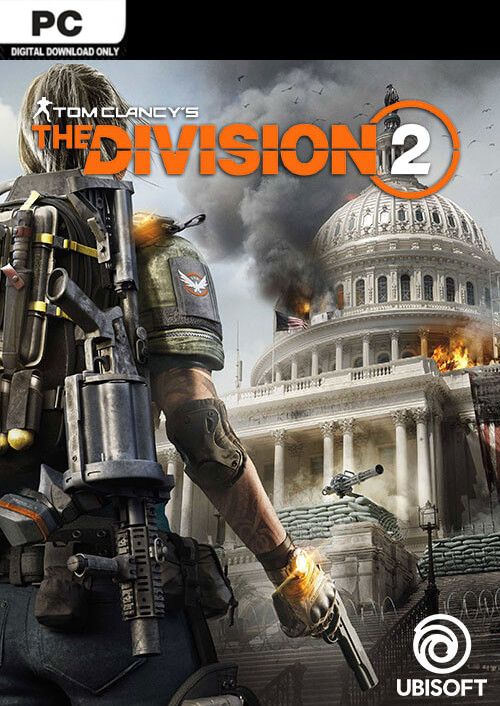 PC
DIGITAL DOWNLOAD ONLY
TOM CLANCY'S
THE DIVISION 2
UBISOFT